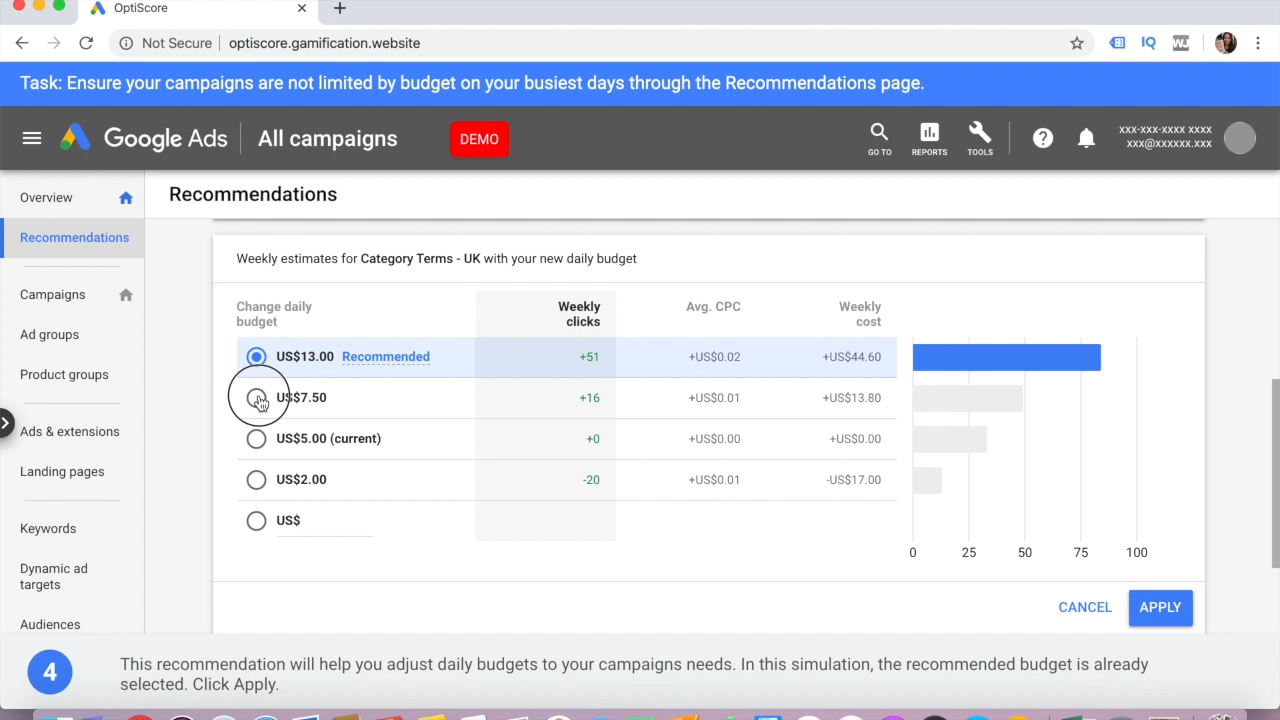 OptiScore
Not Secure
optiscore.gamification.website
IQ
WJ
Task: Ensure your campaigns are not limited by budget on your busiest days through the Recommendations page.
Google Ads
All campaigns
DEMO
GO TO
REPORTS
TOOLS
xxx-xxx-xxxx xxxx
xxx@xxxxxx.xxx
Overview
Recommendations
Campaigns
Ad groups
Product groups
Ads & extensions
Landing pages
Keywords
Dynamic ad
targets
Audiences
Recommendations
Weekly estimates for Category Terms - UK with your new daily budget
Change daily
budget
Weekly
clicks
Avg. CPC
Weekly
cost
US$13.00 Recommended +51 +US$0.02 +US$44.60
US$7.50 +16 +US$0.01 +US$13.80
US$5.00 (current) +0 +US$0.00 +US$0.00
US$2.00 -20 +US$0.01 -US$17.00
US$
0 25 50 75 100
CANCEL
APPLY
4
This recommendation will help you adjust daily budgets to your campaigns needs. In this simulation, the recommended budget is already
selected. Click Apply.